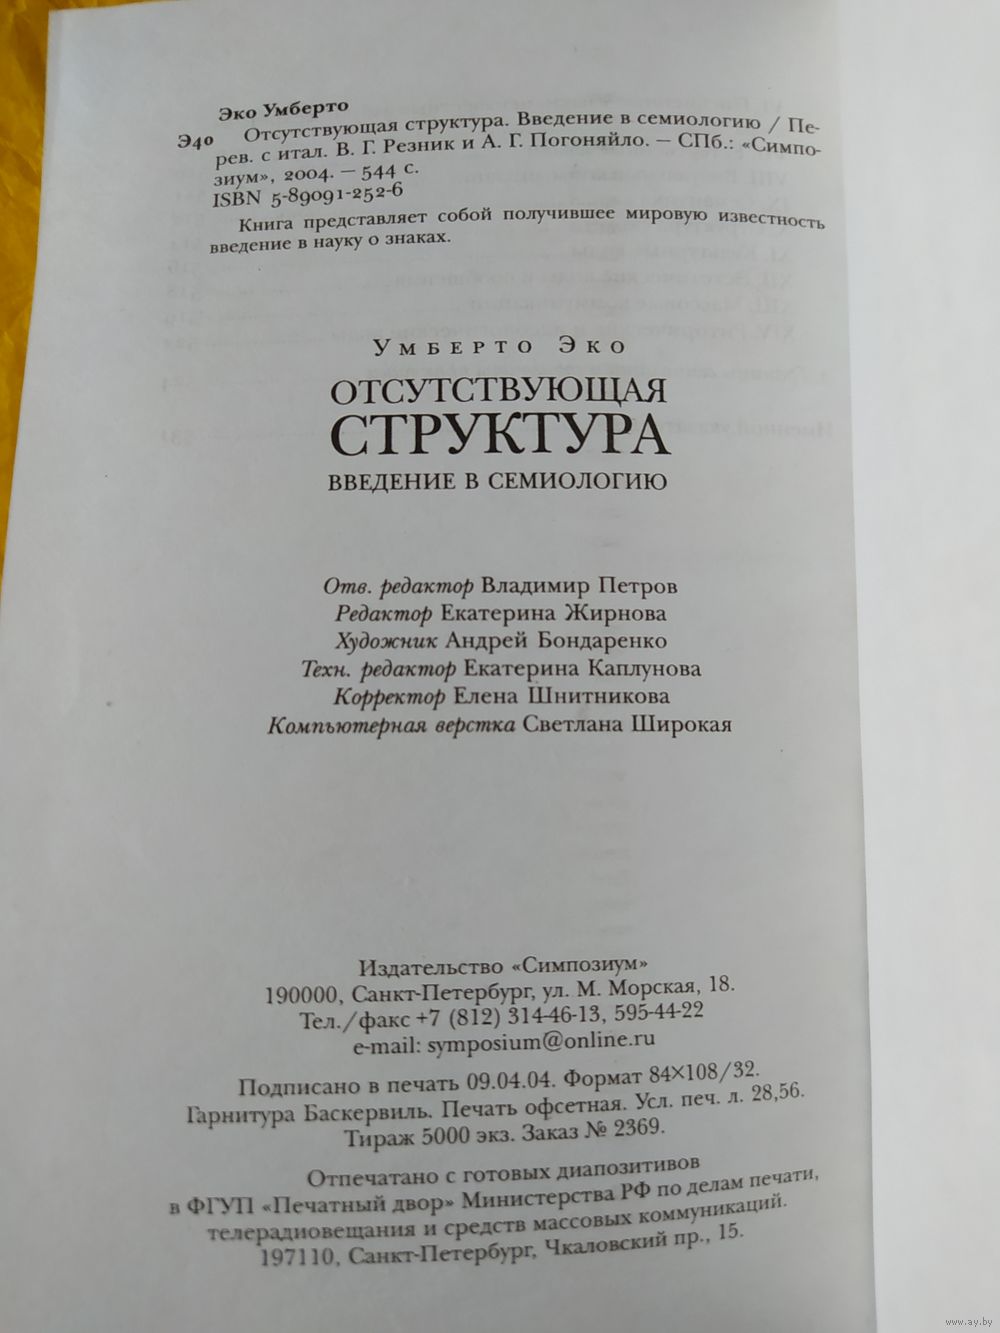 Эко Умберто
Э40 Отсутствующая структура. Введение в семиологию / Пе-
рев. с итал. В. Г. Резник и А. Г. Погоняйло. — СПб.: «Симпо-
зиум», 2004. — 544 с.
ISBN 5-89091-252-6
Книга представляет собой получившее мировую известность
введение в науку о знаках.
Умберто Эко
ОТСУТСТВУЮЩАЯ
СТРУКТУРА
ВВЕДЕНИЕ В СЕМИОЛОГИЮ
Отв. редактор Владимир Петров
Редактор Екатерина Жирнова
Художник Андрей Бондаренко
Техн. редактор Екатерина Каплунова
Корректор Елена Шнитникова
Компьютерная верстка Светлана Широкая
Издательство «Симпозиум»
190000, Санкт-Петербург, ул. М. Морская, 18.
Тел./факс +7 (812) 314-46-13, 595-44-22
e-mail: symposium@online.ru
Подписано в печать 09.04.04. Формат 84×108/32.
Гарнитура Баскервиль. Печать офсетная. Усл. печ. л. 28,56.
Тираж 5000 экз. Заказ № 2369.
Отпечатано с готовых диапозитивов
в ФГУП «Печатный двор» Министерства РФ по делам печати,
телерадиовещания и средств массовых коммуникаций.
197110, Санкт-Петербург, Чкаловский пр., 15.
www.ay.by